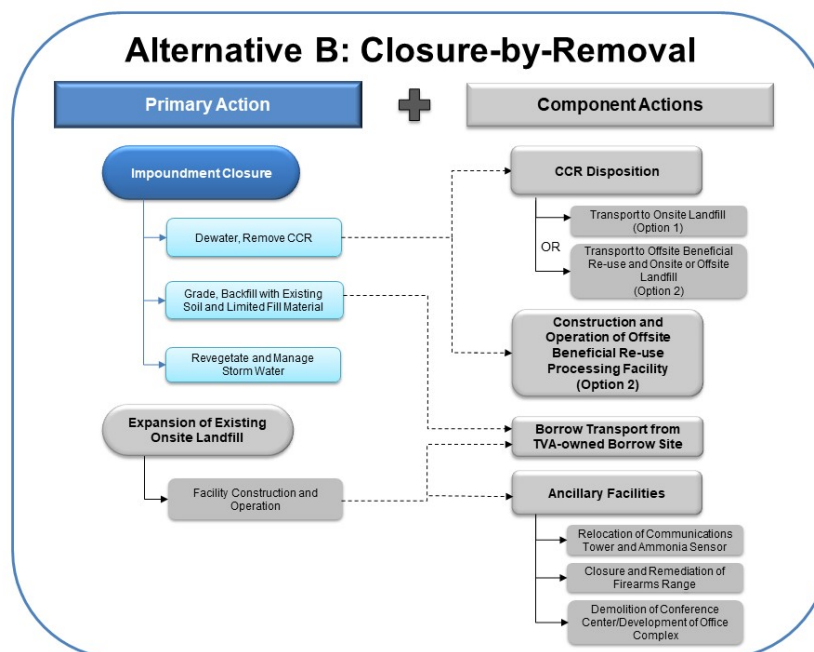 Alternative B: Closure-by-Removal
Primary Action
Component Actions
Impoundment Closure
Dewater, Remove CCR
Grade, Backfill with Existing
Soil and Limited Fill Material
Revegetate and Manage
Storm Water
Expansion of Existing
Onsite Landfill
Facility Construction and
Operation
CCR Disposition
Transport to Onsite Landfill
(Option 1)
OR
Transport to Offsite Beneficial
Re-use and Onsite or Offsite
Landfill
(Option 2)
Construction and
Operation of Offsite
Beneficial Re-use
Processing Facility
(Option 2)
Borrow Transport from
TVA-owned Borrow Site
Ancillary Facilities
Relocation of Communications
Tower and Ammonia Sensor
Closure and Remediation of
Firearms Range
Demolition of Conference
Center/Development of Office
Complex